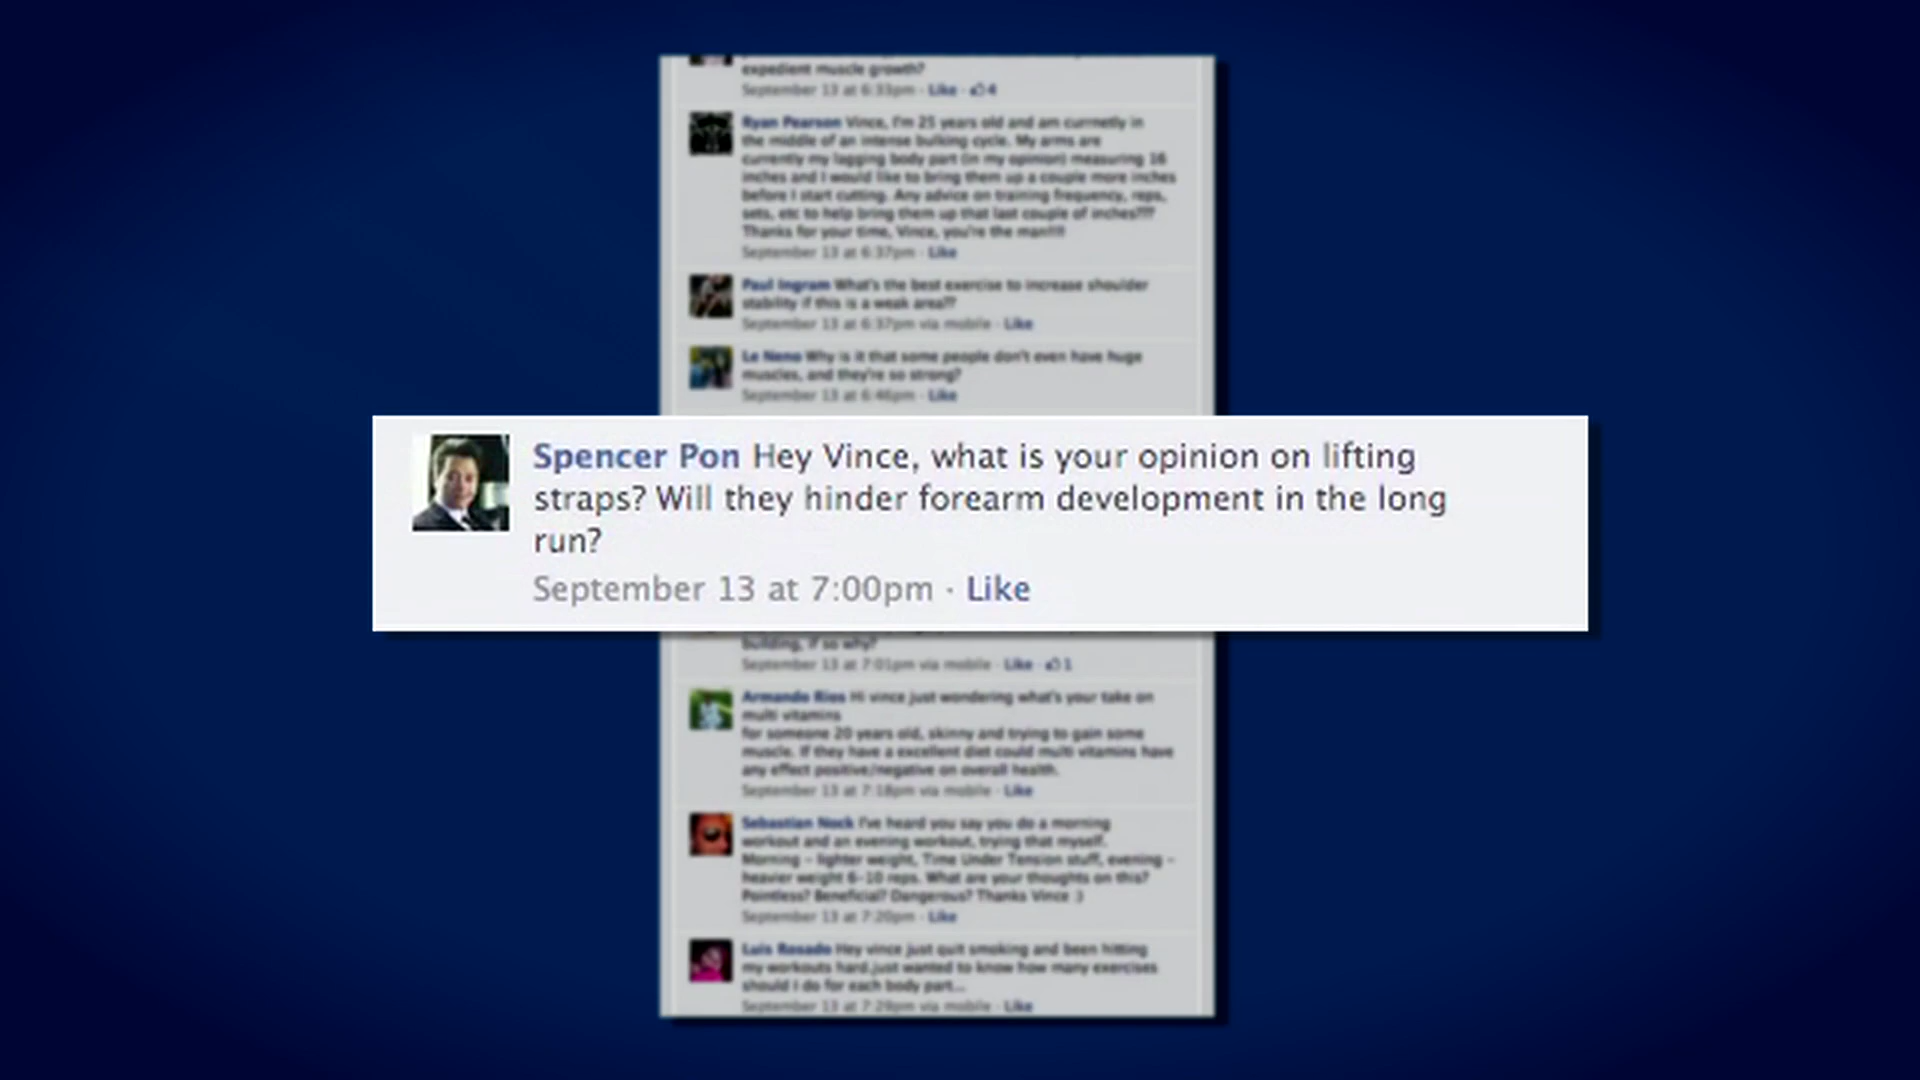 expedient muscle growth?
September 13 at 6:33pm · Like · 4
Ryan Pearson Vince, I'm 25 years old and am currnetly in
the middle of an intense bulking cycle. My arms are
currently my lagging body part (in my opinion) measuring 16
inches and I would like to bring them up a couple more inches
before I start cutting. Any advice on training frequency, reps,
sets, etc to help bring them up that last couple of inches???
Thanks for your time, Vince, you're the man!!!!
September 13 at 6:37pm · Like
Paul Ingram What's the best exercise to increase shoulder
stability if this is a weak area??
September 13 at 6:37pm via mobile · Like
Le Neno Why is it that some people don't even have huge
muscles, and they're so strong?
September 13 at 6:46pm · Like
Spencer Pon Hey Vince, what is your opinion on lifting
straps? Will they hinder forearm development in the long
run?
September 13 at 7:00pm · Like
building, if so why?
September 13 at 7:01pm via mobile · Like · 1
Armando Rios Hi vince just wondering what's your take on
multi vitamins
for someone 20 years old, skinny and trying to gain some
muscle. If they have a excellent diet could multi vitamins have
any effect positive/negative on overall health.
September 13 at 7:18pm via mobile · Like
Sebastian Nock I've heard you say you do a morning
workout and an evening workout, trying that myself.
Morning - lighter weight, Time Under Tension stuff, evening -
heavier weight 6-10 reps. What are your thoughts on this?
Pointless? Beneficial? Dangerous? Thanks Vince :)
September 13 at 7:20pm · Like
Luis Rosado Hey vince just quit smoking and been hitting
my workouts hard.just wanted to know how many exercises
should I do for each body part...
September 13 at 7:29pm via mobile · Like